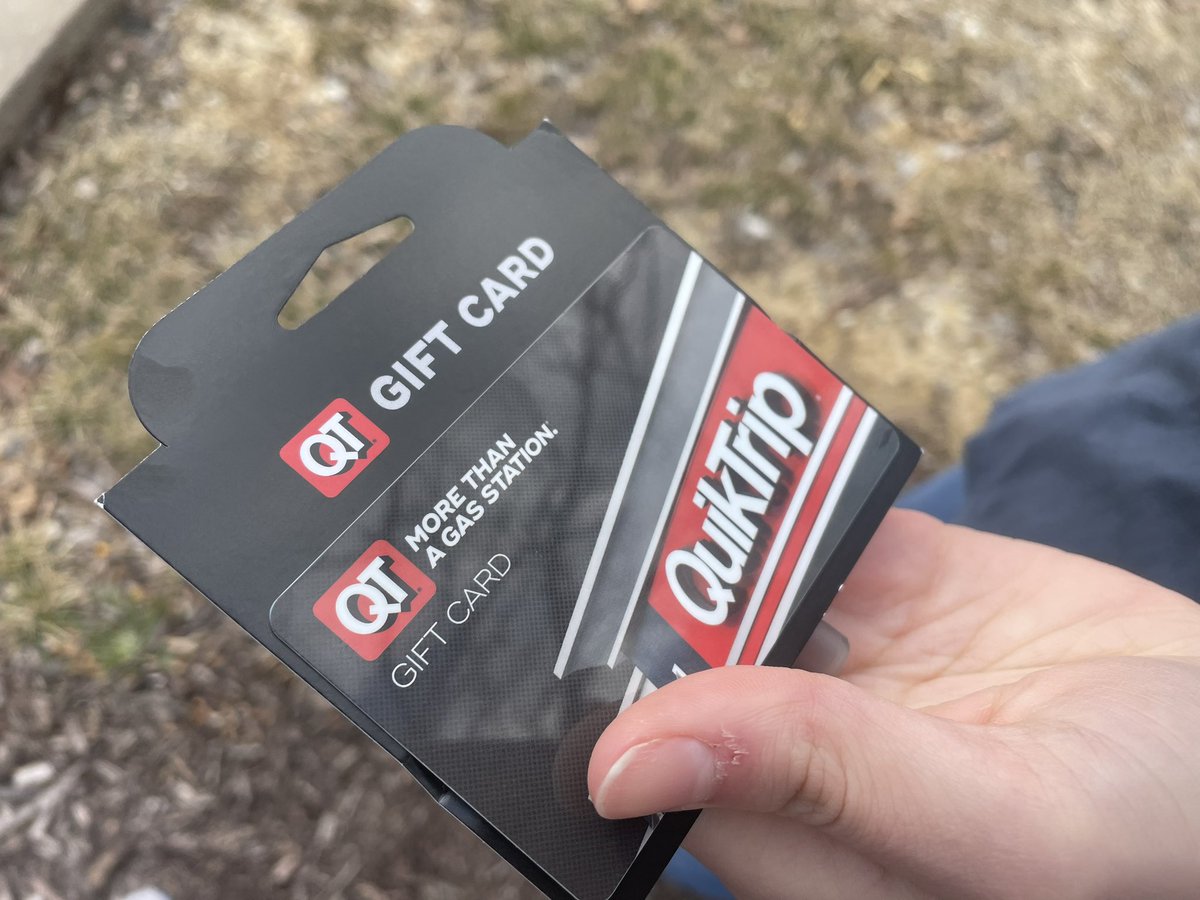 QT GIFT CARD
QT MORE THAN
A GAS STATION.
GIFT CARD
QuikTrip